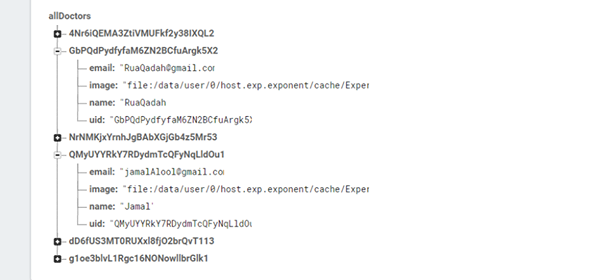 allDoctors
4Nr6iQEMA3ZtiVMUFkf2y38IXQL2
GbPQdPydfyfaM6ZN2BCfuArgk5X2
email: "RuaQadah@gmail.com
image: "file:/data/user/0/host.exp.exponent/cache/Exper
name: "RuaQadah
uid: "GbPQdPydfyfaM6ZN2BCfuArgk5X
NrNMKjxYrnhJgBAbXGjGb4z5Mr53
QMyUYYRkY7RDydmTcQFyNqLldOu1
email: "jamalAlool@gmail.co
image: "file:/data/user/0/host.exp.exponent/cache/Exper
name: "Jamal"
uid: "QMyUYYRkY7RDydmTcQFyNqLldOu
dD6fUS3MT0RUXxl8fjO2brQvT113
g1oe3blvL1Rgc16NONowllbrGlk1